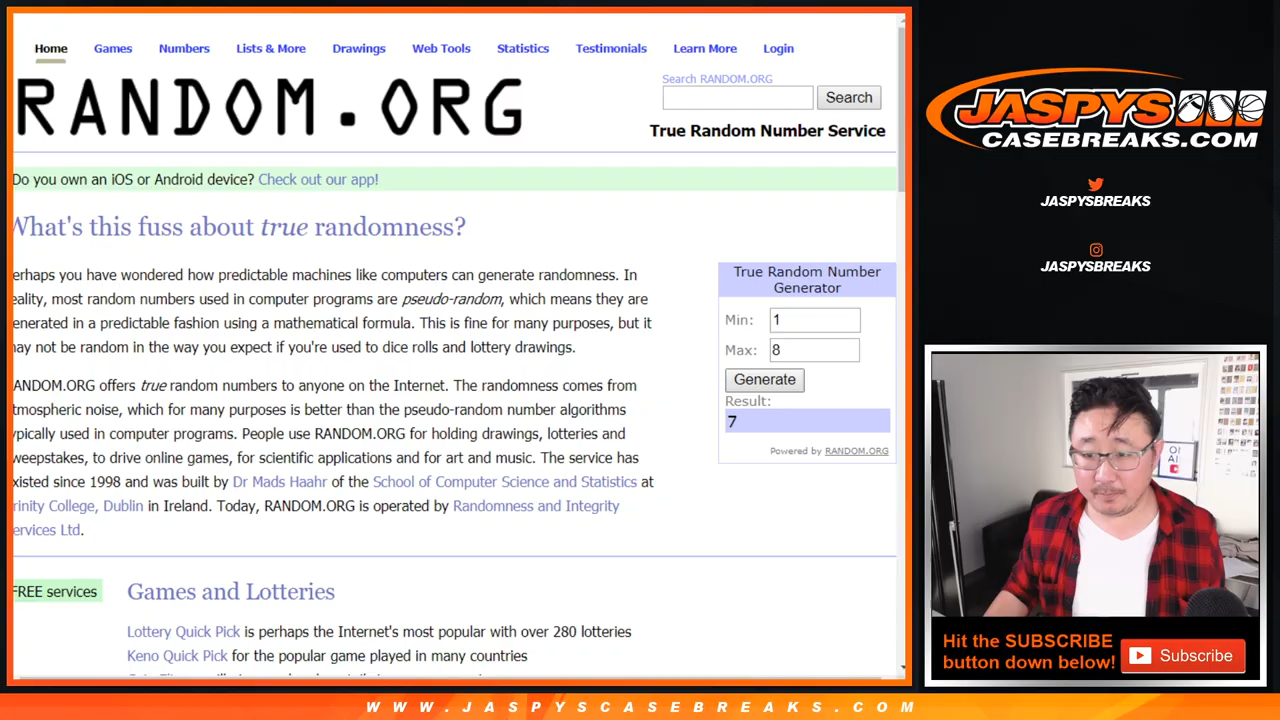 Home Games Numbers Lists & More Drawings Web Tools Statistics Testimonials Learn More Login
RANDOM.ORG
Search RANDOM.ORG
Search
True Random Number Service
Do you own an iOS or Android device? Check out our app!
What's this fuss about true randomness?
erhaps you have wondered how predictable machines like computers can generate randomness. In
eality, most random numbers used in computer programs are pseudo-random, which means they are
enerated in a predictable fashion using a mathematical formula. This is fine for many purposes, but it
may not be random in the way you expect if you're used to dice rolls and lottery drawings.
ANDOM.ORG offers true random numbers to anyone on the Internet. The randomness comes from
tmospheric noise, which for many purposes is better than the pseudo-random number algorithms
ypically used in computer programs. People use RANDOM.ORG for holding drawings, lotteries and
weepstakes, to drive online games, for scientific applications and for art and music. The service has
xisted since 1998 and was built by Dr Mads Haahr of the School of Computer Science and Statistics at
rinity College, Dublin in Ireland. Today, RANDOM.ORG is operated by Randomness and Integrity
ervices Ltd.
True Random Number
Generator
Min: 1
Max: 8
Generate
Result:
7
Powered by RANDOM.ORG
FREE services
Games and Lotteries
Lottery Quick Pick is perhaps the Internet's most popular with over 280 lotteries
Keno Quick Pick for the popular game played in many countries
JASPYS
CASEBREAKS.COM
JASPYSBREAKS
JASPYSBREAKS
Hit the SUBSCRIBE
button down below!
Subscribe
WWW.JASPYSCASEBREAKS.COM